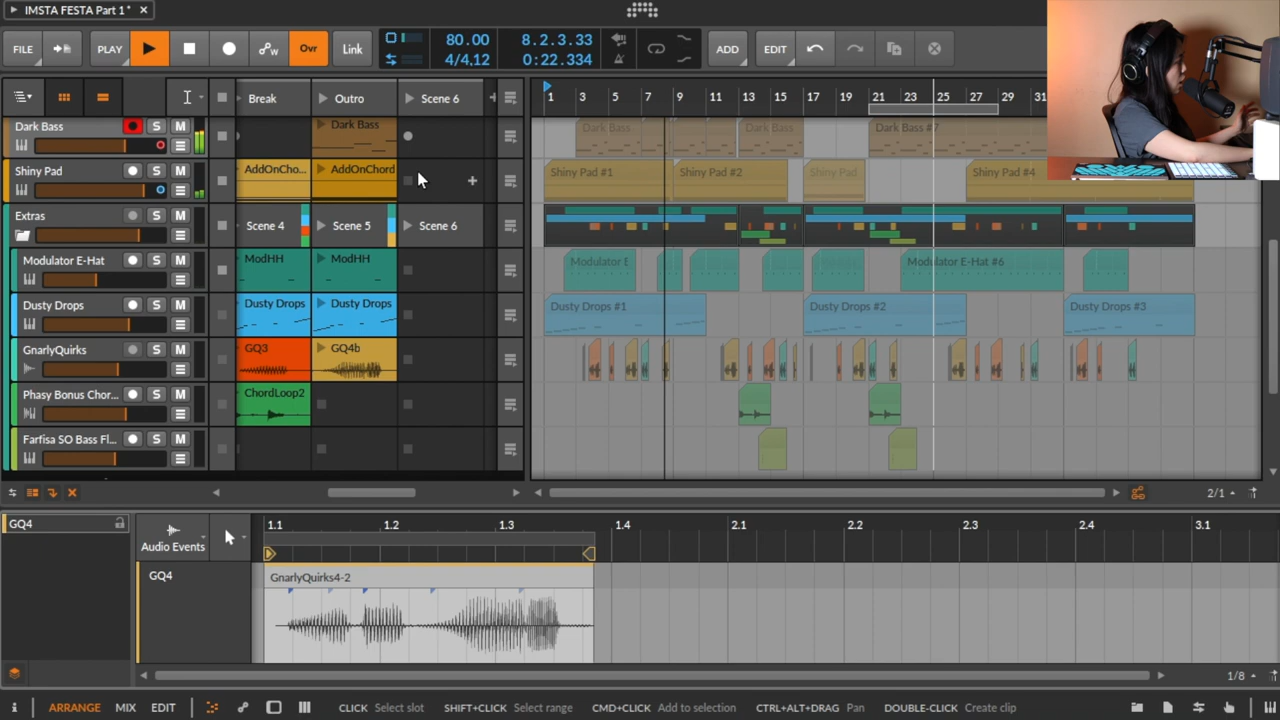 IMSTA FESTA Part 1*
FILE PLAY Ovr Link 80.00 8.2.3.33 ADD EDIT
4/4,12 0:22.334
Break Outro Scene 6 1 3 5 7 9 11 13 15 17 19 21 23 25 27 29 31
Dark Bass S M Dark Bass Dark Bass Dark Bass Dark Bass #7
Shiny Pad S M AddOnCho... AddOnChord Shiny Pad #1 Shiny Pad #2 Shiny Pad Shiny Pad #4
Extras S M Scene 4 Scene 5 Scene 6
Modulator E-Hat S M ModHH ModHH Modulator E Modulator E-Hat #6
Dusty Drops S M Dusty Drops Dusty Drops Dusty Drops #1 Dusty Drops #2 Dusty Drops #3
GnarlyQuirks S M GQ3 GQ4b
Phasy Bonus Chor... S M ChordLoop2
Farfisa SO Bass Fl... S M
2/1
GQ4 1.1 1.2 1.3 1.4 2.1 2.2 2.3 2.4 3.1
Audio Events
GQ4 GnarlyQuirks4-2
1/8
i ARRANGE MIX EDIT CLICK Select slot SHIFT+CLICK Select range CMD+CLICK Add to selection CTRL+ALT+DRAG Pan DOUBLE-CLICK Create clip